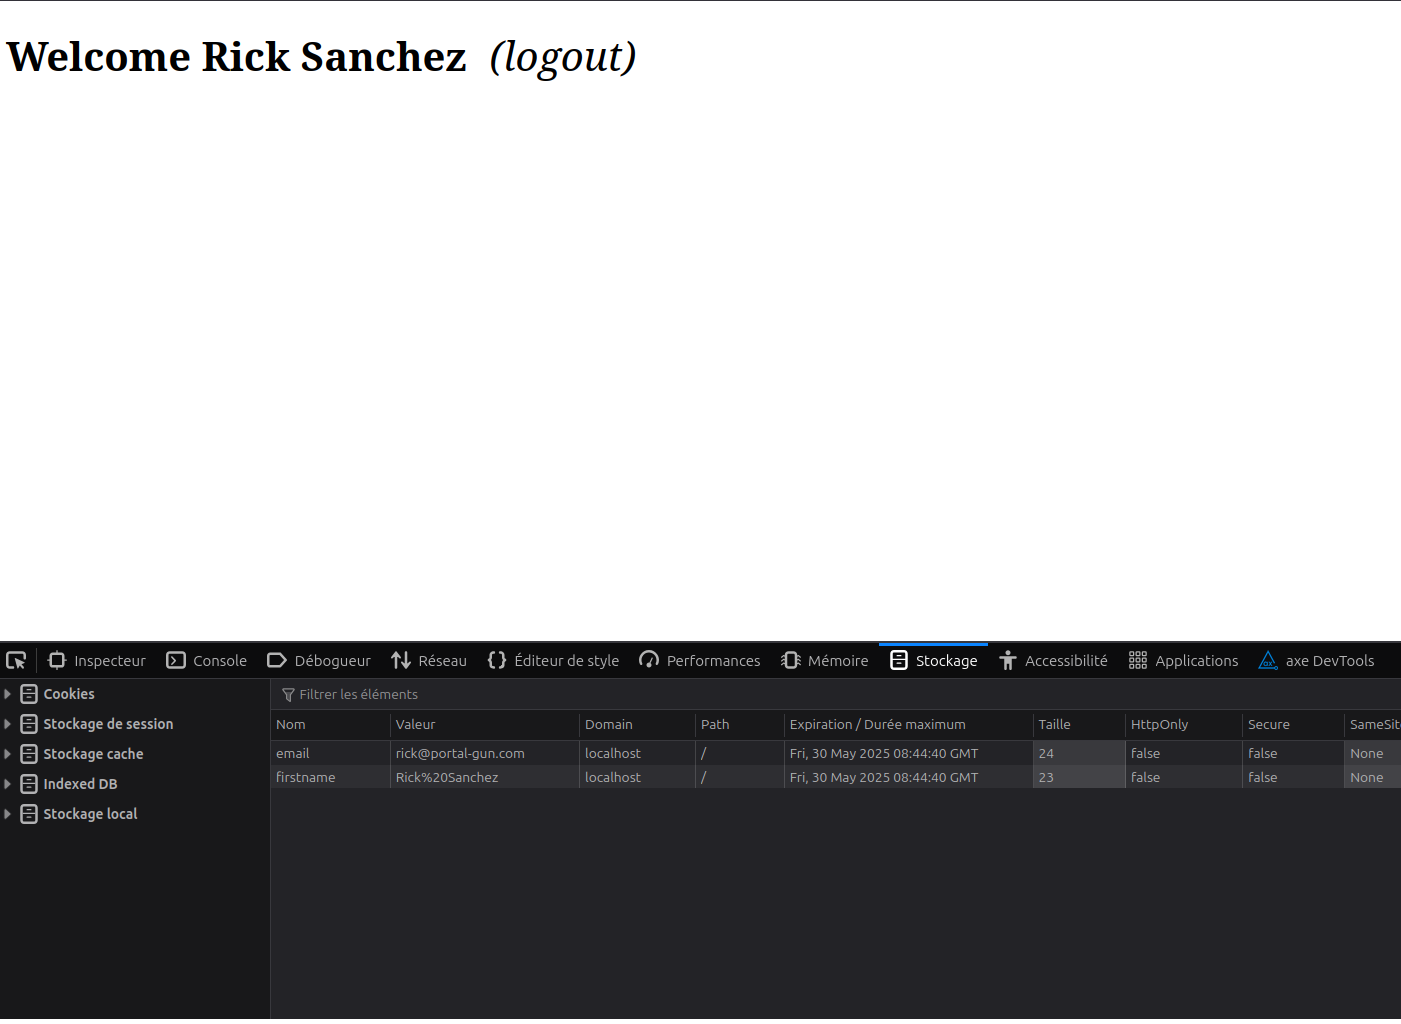 Welcome Rick Sanchez (logout)
Inspecteur Console Débogueur Réseau Éditeur de style Performances Mémoire Stockage Accessibilité Applications axe DevTools
Cookies
Stockage de session
Stockage cache
Indexed DB
Stockage local
Filtrer les éléments
Nom Valeur Domain Path Expiration / Durée maximum Taille HttpOnly Secure SameSit
email rick@portal-gun.com localhost / Fri, 30 May 2025 08:44:40 GMT 24 false false None
firstname Rick%20Sanchez localhost / Fri, 30 May 2025 08:44:40 GMT 23 false false None